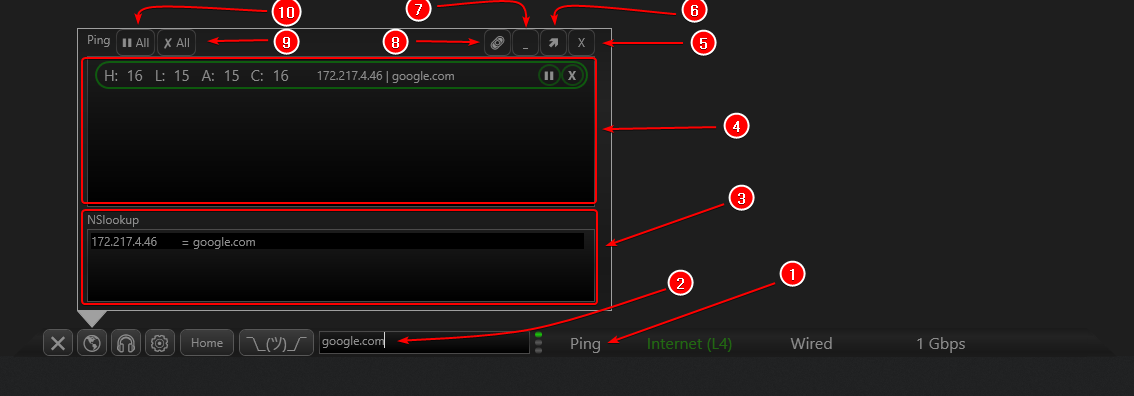 10
7
6
Ping All X All
9
8
_ X
5
H: 16 L: 15 A: 15 C: 16 172.217.4.46 | google.com X
4
3
NSlookup
172.217.4.46 = google.com
2
1
Home ¯\_(ツ)_/¯ google.com Ping Internet (L4) Wired 1 Gbps